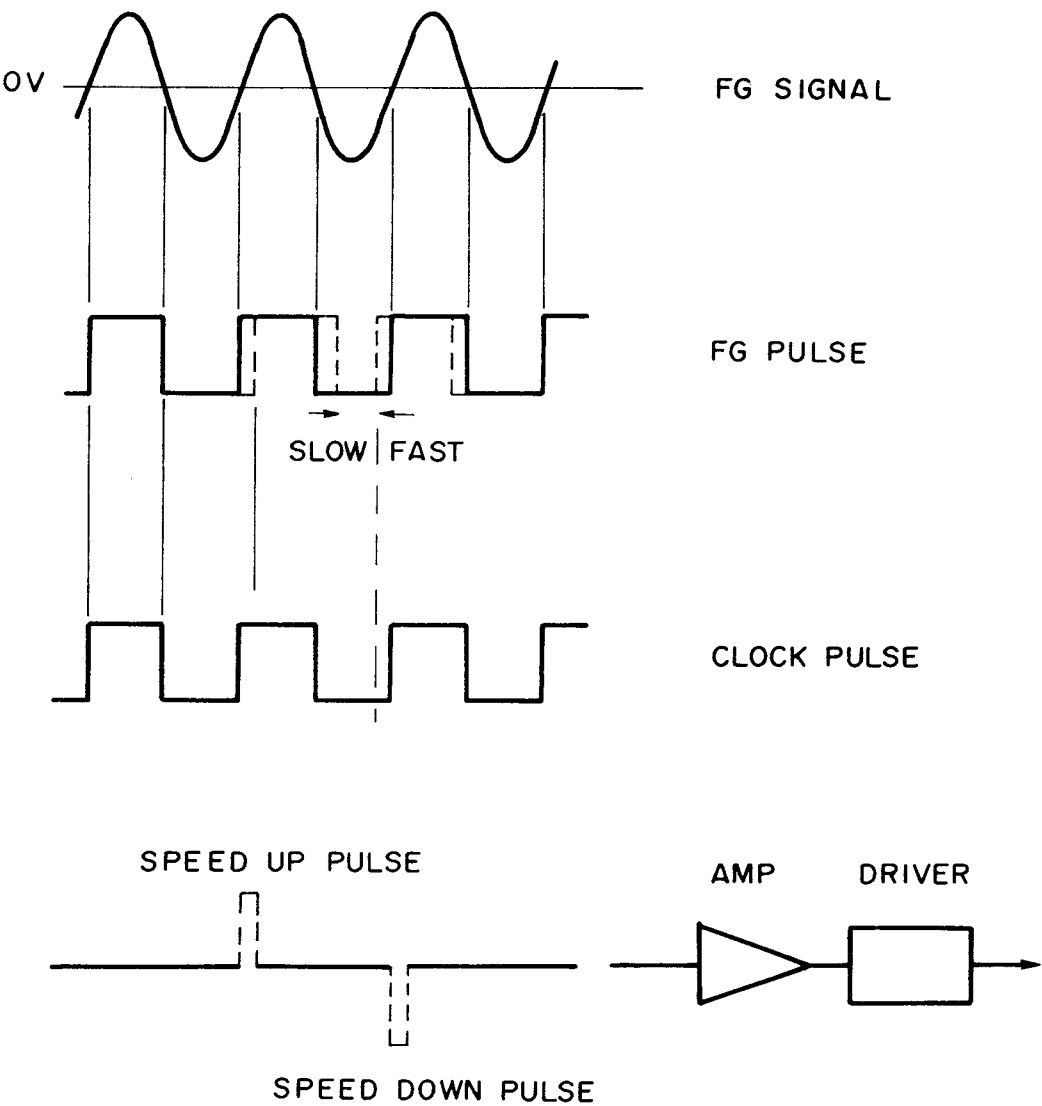 0V
FG SIGNAL
FG PULSE
SLOW FAST
CLOCK PULSE
SPEED UP PULSE
AMP
DRIVER
SPEED DOWN PULSE